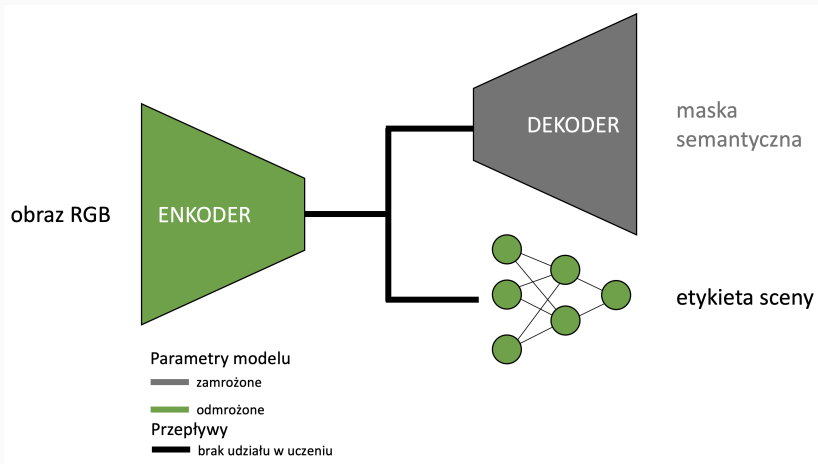 obraz RGB
ENKODER
DEKODER
maska
semantyczna
etykieta sceny
Parametry modelu
zamrożone
odmrożone
Przepływy
brak udziału w uczeniu